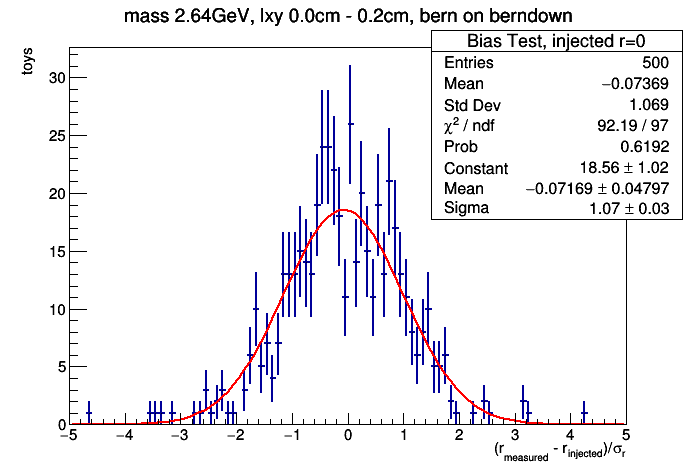 mass 2.64GeV, lxy 0.0cm - 0.2cm, bern on berndown
Bias Test, injected r=0
Entries 500
Mean −0.07369
Std Dev 1.069
χ² / ndf 92.19 / 97
Prob 0.6192
Constant 18.56 ± 1.02
Mean −0.07169 ± 0.04797
Sigma 1.07 ± 0.03
toys
30
25
20
15
10
5
0
−5 −4 −3 −2 −1 0 1 2 3 4 5
(r_measured - r_injected)/σ_r